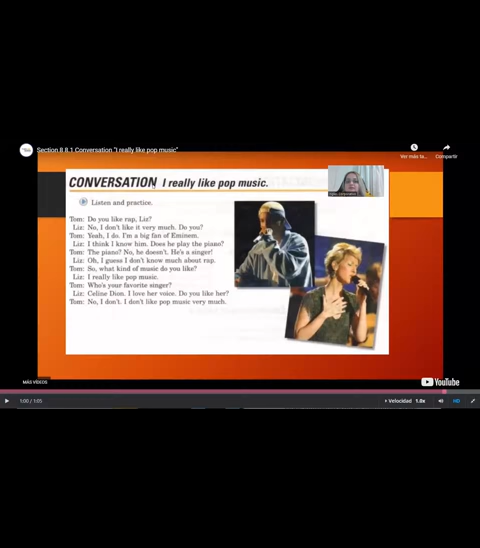 Section 8 8.1 Conversation "I really like pop music"
Ver más ta...
Compartir
CONVERSATION I really like pop music.
Listen and practice.
Tom: Do you like rap, Liz?
Liz: No, I don't like it very much. Do you?
Tom: Yeah, I do. I'm a big fan of Eminem.
Liz: I think I know him. Does he play the piano?
Tom: The piano? No, he doesn't. He's a singer!
Liz: Oh, I guess I don't know much about rap.
Tom: So, what kind of music do you like?
Liz: I really like pop music.
Tom: Who's your favorite singer?
Liz: Celine Dion. I love her voice. Do you like her?
Tom: No, I don't. I don't like pop music very much.
MÁS VÍDEOS
YouTube
1:00 / 1:05
Velocidad 1.8x
HD